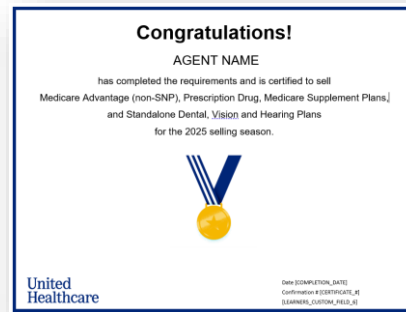 Congratulations!
AGENT NAME
has completed the requirements and is certified to sell
Medicare Advantage (non-SNP), Prescription Drug, Medicare Supplement Plans,
and Standalone Dental, Vision and Hearing Plans
for the 2025 selling season.
United
Healthcare
Date [COMPLETION_DATE]
Confirmation # [CERTIFICATE_#]
[LEARNERS_CUSTOM_FIELD_6]